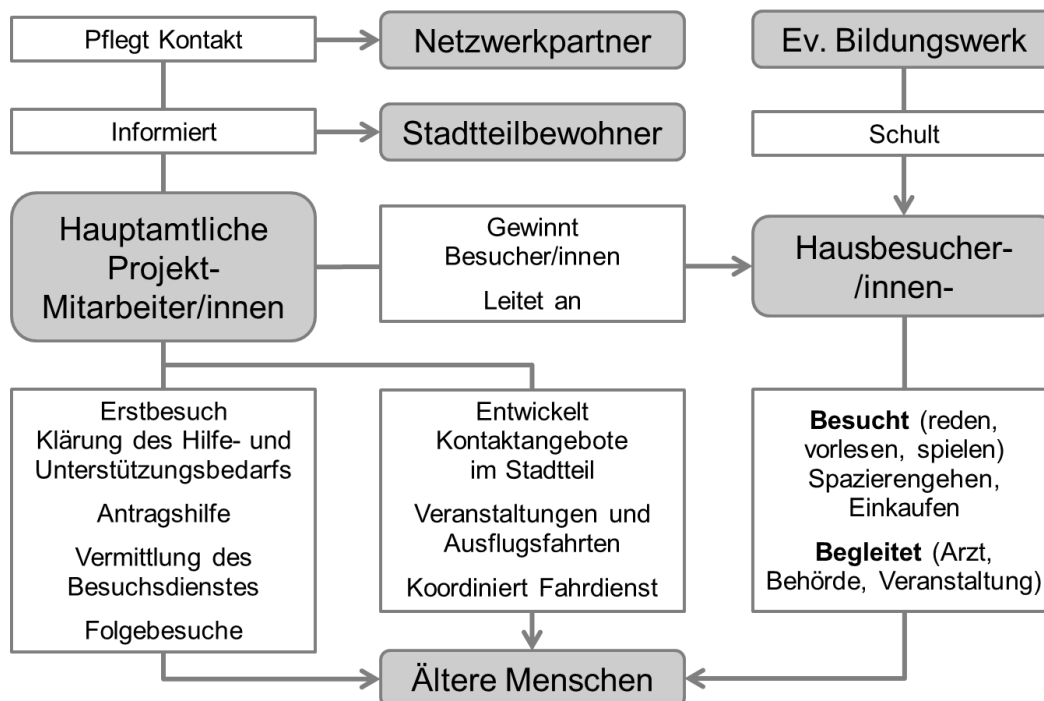 Pflegt Kontakt
Netzwerkpartner
Ev. Bildungswerk
Informiert
Stadtteilbewohner
Schult
Hauptamtliche
Projekt-
Mitarbeiter/innen
Gewinnt
Besucher/innen
Leitet an
Hausbesucher-
/innen-
Erstbesuch
Klärung des Hilfe- und
Unterstützungsbedarfs
Antragshilfe
Vermittlung des
Besuchsdienstes
Folgebesuche
Entwickelt
Kontaktangebote
im Stadtteil
Veranstaltungen und
Ausflugsfahrten
Koordiniert Fahrdienst
Besucht (reden,
vorlesen, spielen)
Spazierengehen,
Einkaufen
Begleitet (Arzt,
Behörde, Veranstaltung)
Ältere Menschen